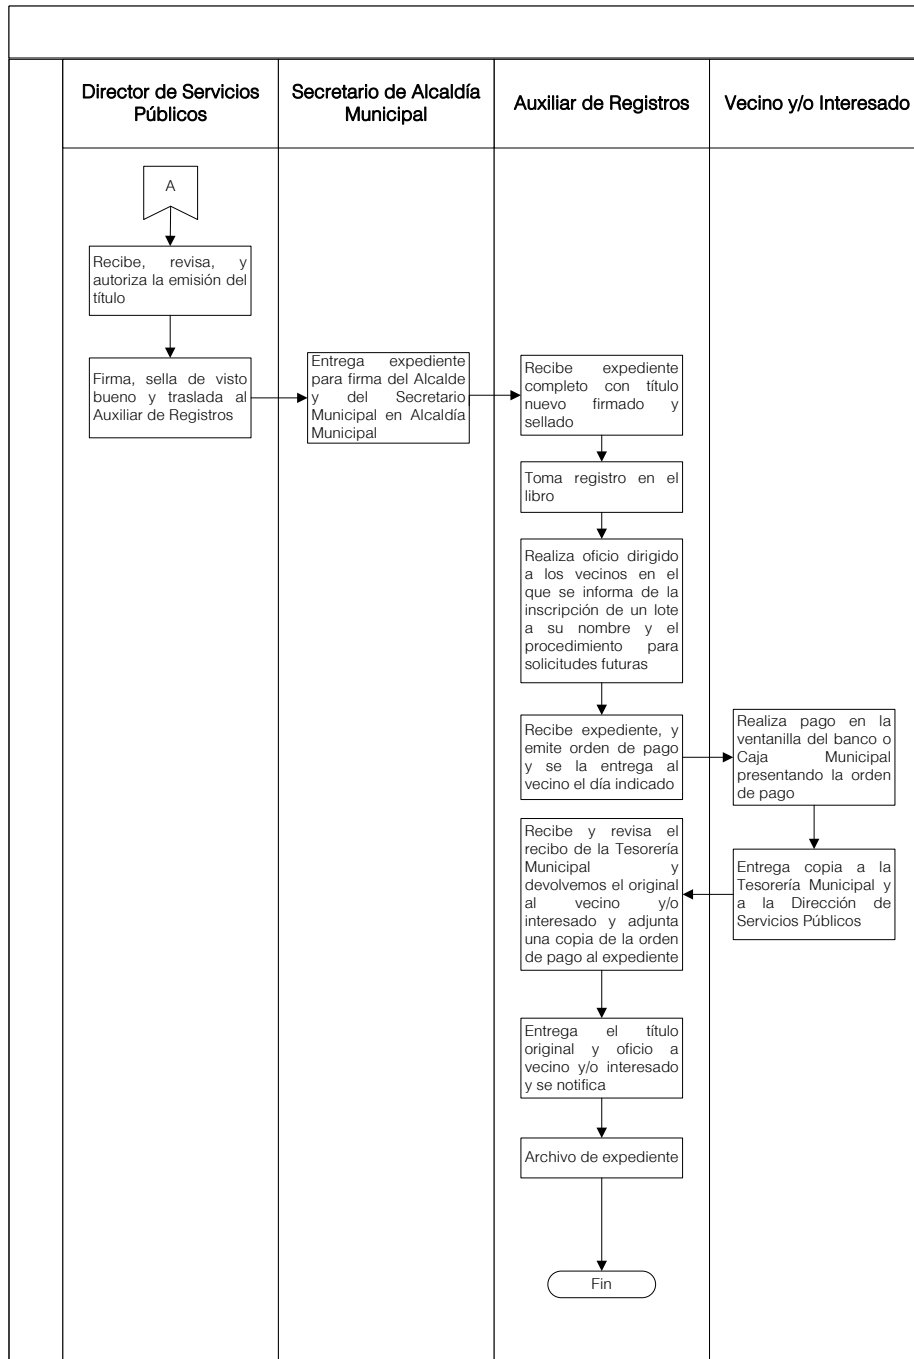 Director de Servicios
Públicos
Secretario de Alcaldía
Municipal
Auxiliar de Registros
Vecino y/o Interesado
A
Recibe, revisa, y
autoriza la emisión del
título
Firma, sella de visto
bueno y traslada al
Auxiliar de Registros
Entrega expediente
para firma del Alcalde
y del Secretario
Municipal en Alcaldía
Municipal
Recibe expediente
completo con título
nuevo firmado y
sellado
Toma registro en el
libro
Realiza oficio dirigido
a los vecinos en el
que se informa de la
inscripción de un lote
a su nombre y el
procedimiento para
solicitudes futuras
Recibe expediente, y
emite orden de pago
y se la entrega al
vecino el día indicado
Realiza pago en la
ventanilla del banco o
Caja Municipal
presentando la orden
de pago
Entrega copia a la
Tesorería Municipal y
a la Dirección de
Servicios Públicos
Recibe y revisa el
recibo de la Tesorería
Municipal y
devolvemos el original
al vecino y/o
interesado y adjunta
una copia de la orden
de pago al expediente
Entrega el título
original y oficio a
vecino y/o interesado
y se notifica
Archivo de expediente
Fin